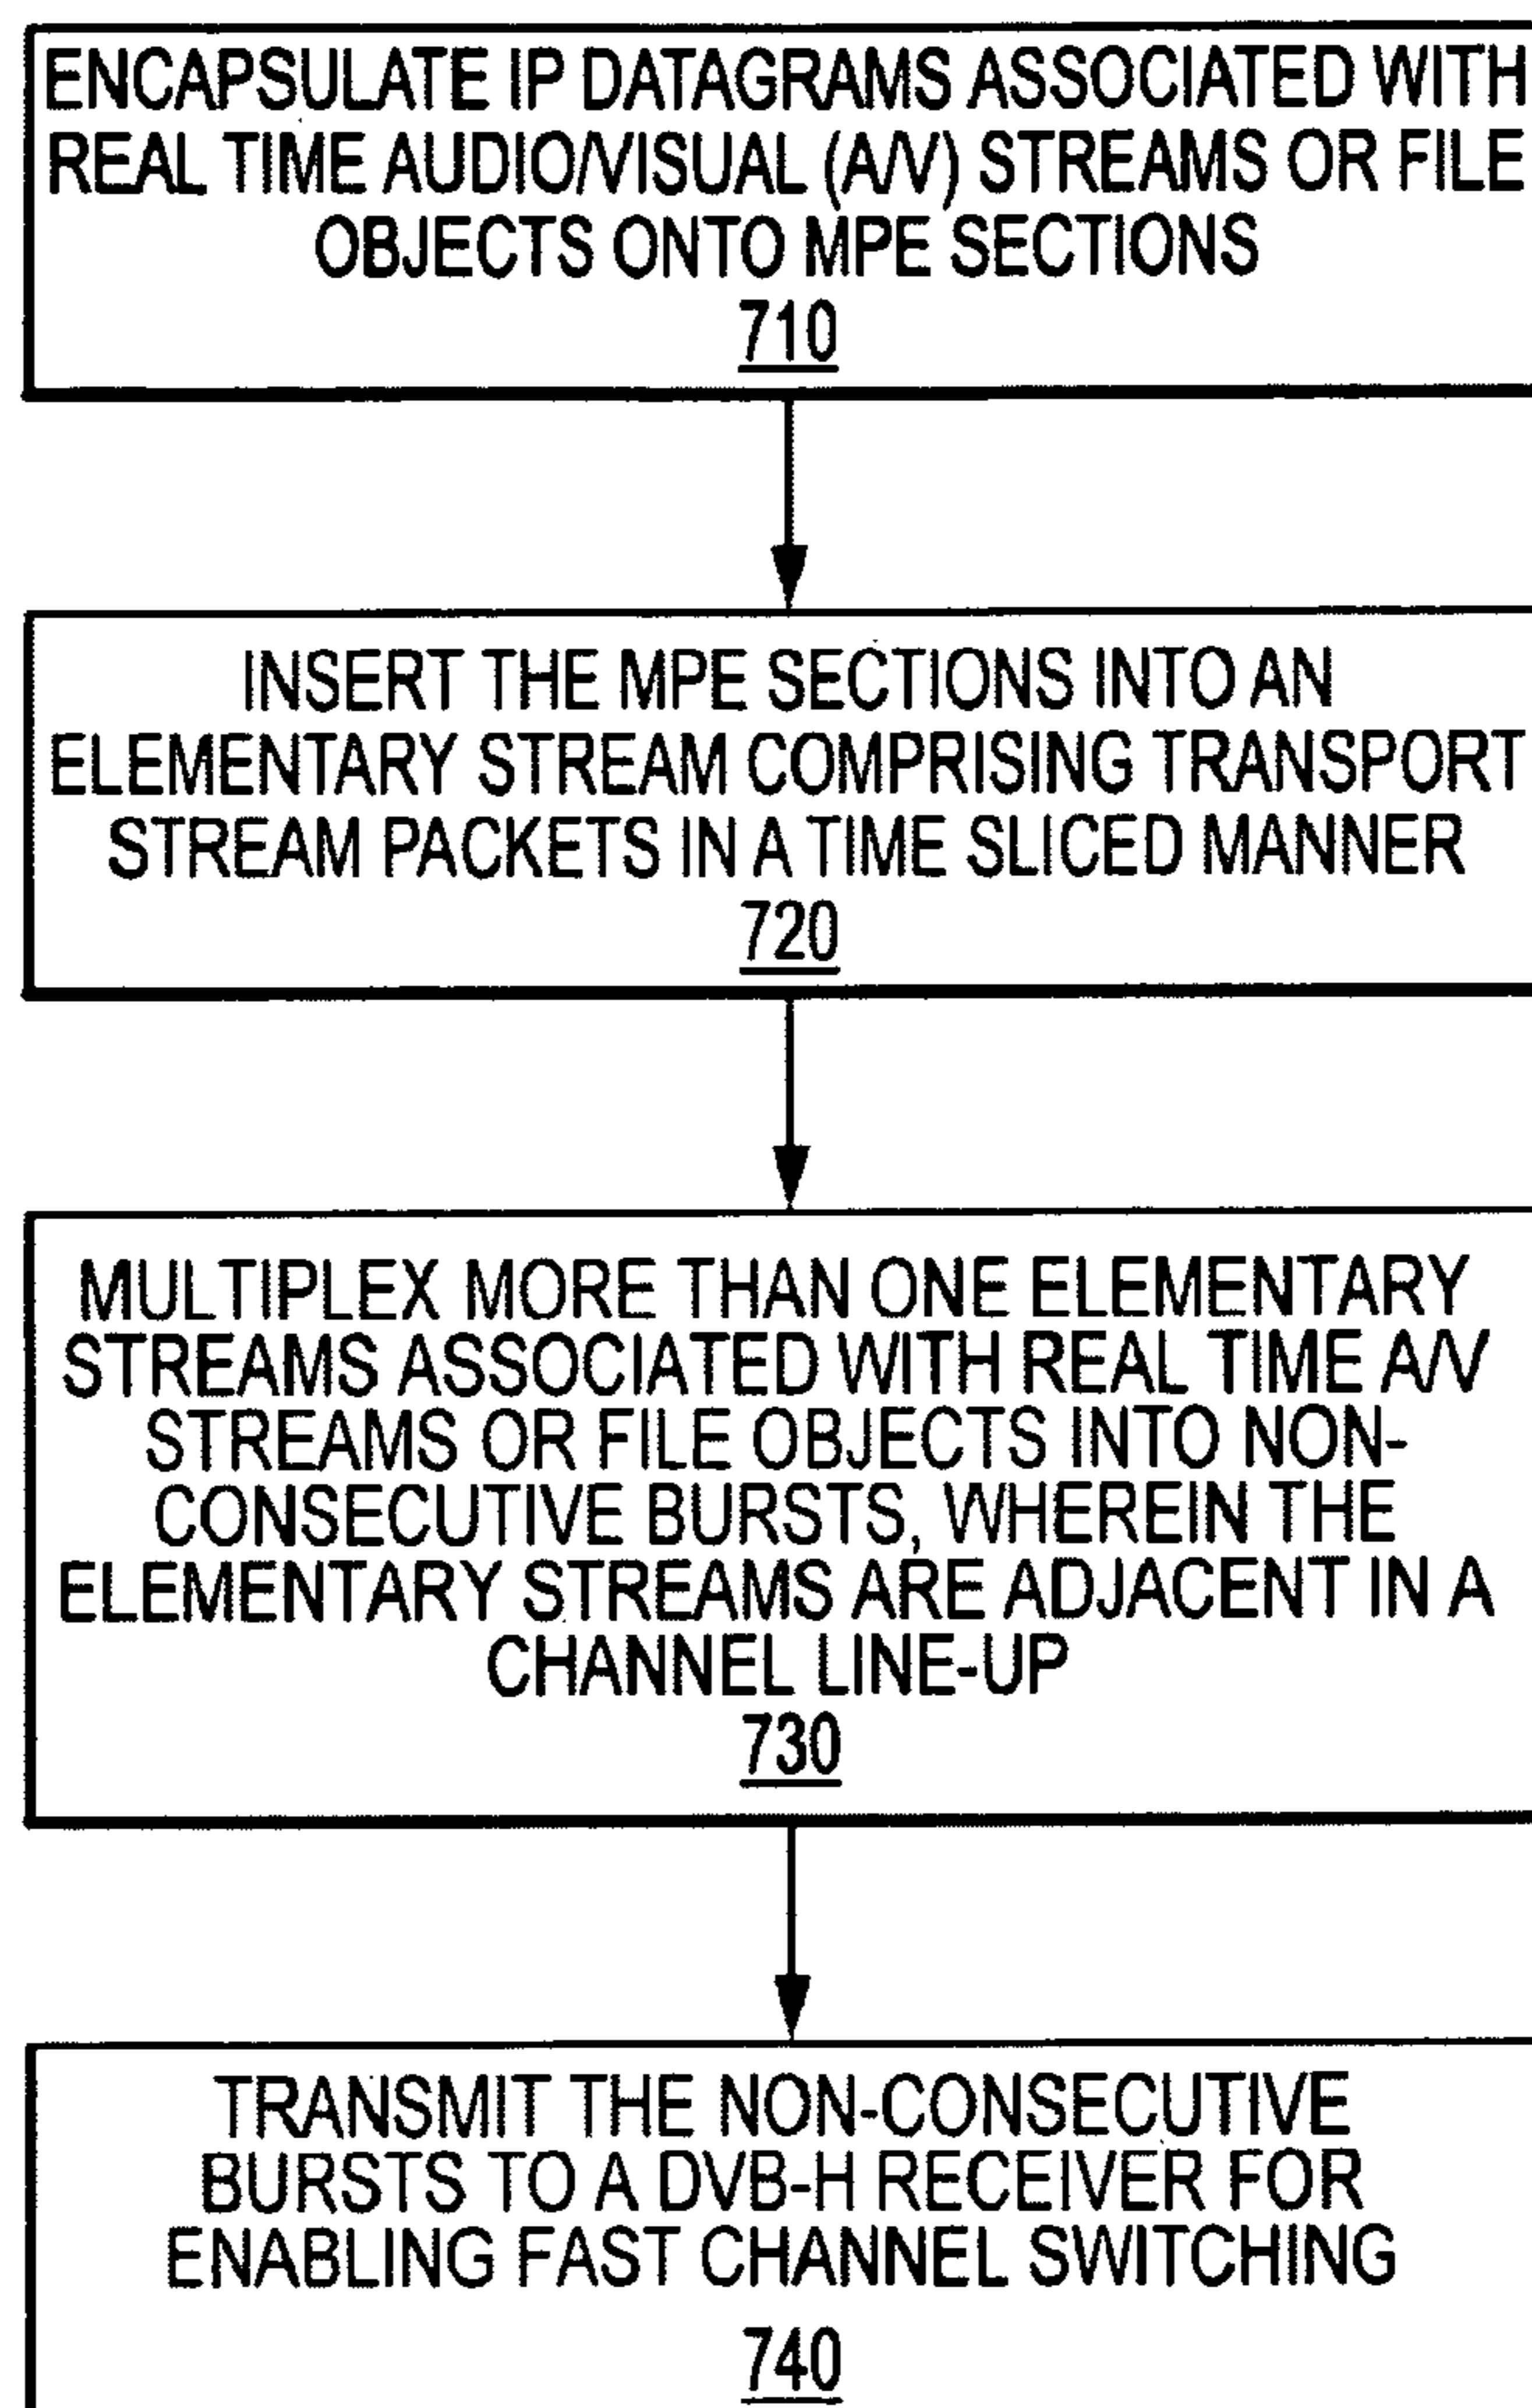 ENCAPSULATE IP DATAGRAMS ASSOCIATED WITH
REAL TIME AUDIO/VISUAL (A/V) STREAMS OR FILE
OBJECTS ONTO MPE SECTIONS
710
INSERT THE MPE SECTIONS INTO AN
ELEMENTARY STREAM COMPRISING TRANSPORT
STREAM PACKETS IN A TIME SLICED MANNER
720
MULTIPLEX MORE THAN ONE ELEMENTARY
STREAMS ASSOCIATED WITH REAL TIME A/V
STREAMS OR FILE OBJECTS INTO NON-
CONSECUTIVE BURSTS, WHEREIN THE
ELEMENTARY STREAMS ARE ADJACENT IN A
CHANNEL LINE-UP
730
TRANSMIT THE NON-CONSECUTIVE
BURSTS TO A DVB-H RECEIVER FOR
ENABLING FAST CHANNEL SWITCHING
740